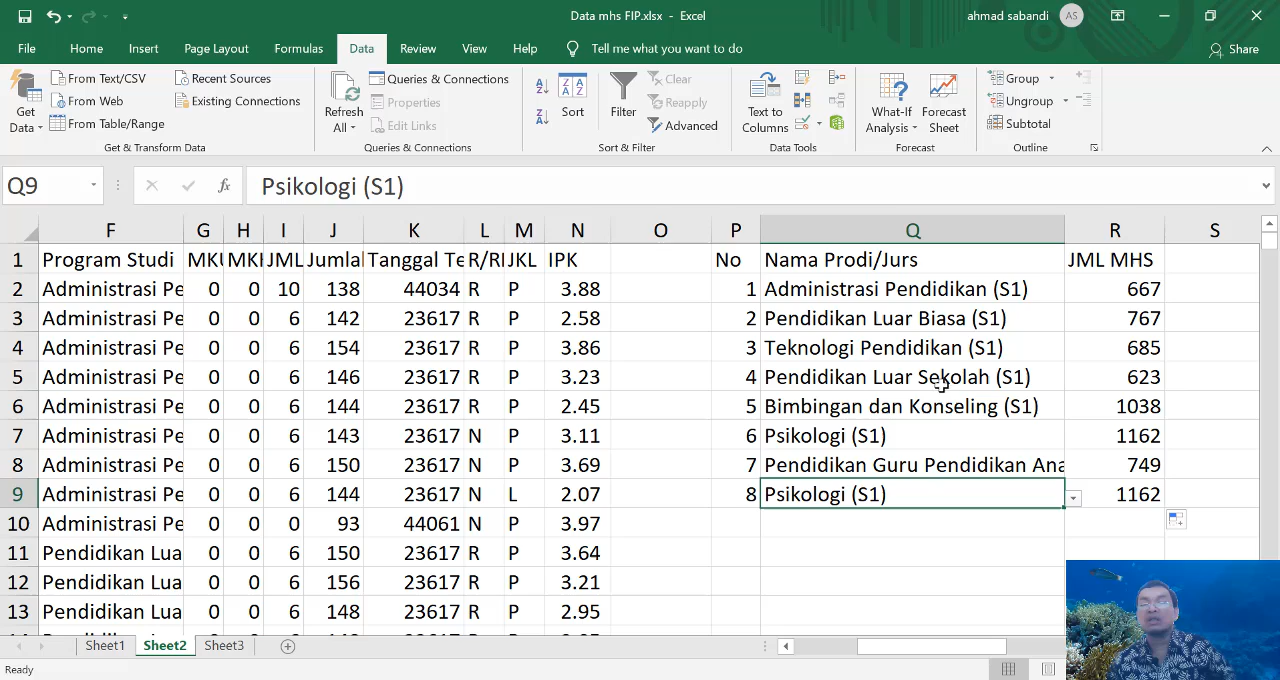 Data mhs FIP.xlsx - Excel
ahmad sabandi AS
File Home Insert Page Layout Formulas Data Review View Help Tell me what you want to do Share
Get Data
From Text/CSV
From Web
From Table/Range
Recent Sources
Existing Connections
Get & Transform Data
Refresh All
Queries & Connections
Properties
Edit Links
Queries & Connections
Sort
Filter
Clear
Reapply
Advanced
Sort & Filter
Text to Columns
Data Tools
What-If Analysis
Forecast Sheet
Forecast
Group
Ungroup
Subtotal
Outline
Q9 fx Psikologi (S1)
F G H I J K L M N O P Q R S
1 Program Studi MKU MKI JML Jumlal Tanggal Te R/RI JKL IPK No Nama Prodi/Jurs JML MHS
2 Administrasi Pe 0 0 10 138 44034 R P 3.88 1 Administrasi Pendidikan (S1) 667
3 Administrasi Pe 0 0 6 142 23617 R P 2.58 2 Pendidikan Luar Biasa (S1) 767
4 Administrasi Pe 0 0 6 154 23617 R P 3.86 3 Teknologi Pendidikan (S1) 685
5 Administrasi Pe 0 0 6 146 23617 R P 3.23 4 Pendidikan Luar Sekolah (S1) 623
6 Administrasi Pe 0 0 6 144 23617 R P 2.45 5 Bimbingan dan Konseling (S1) 1038
7 Administrasi Pe 0 0 6 143 23617 N P 3.11 6 Psikologi (S1) 1162
8 Administrasi Pe 0 0 6 150 23617 N P 3.69 7 Pendidikan Guru Pendidikan Ana 749
9 Administrasi Pe 0 0 6 144 23617 N L 2.07 8 Psikologi (S1) 1162
10 Administrasi Pe 0 0 93 44061 N P 3.97
11 Pendidikan Lua 0 0 6 150 23617 R P 3.64
12 Pendidikan Lua 0 0 6 156 23617 R P 3.21
13 Pendidikan Lua 0 0 6 148 23617 R P 2.95
Sheet1 Sheet2 Sheet3
Ready